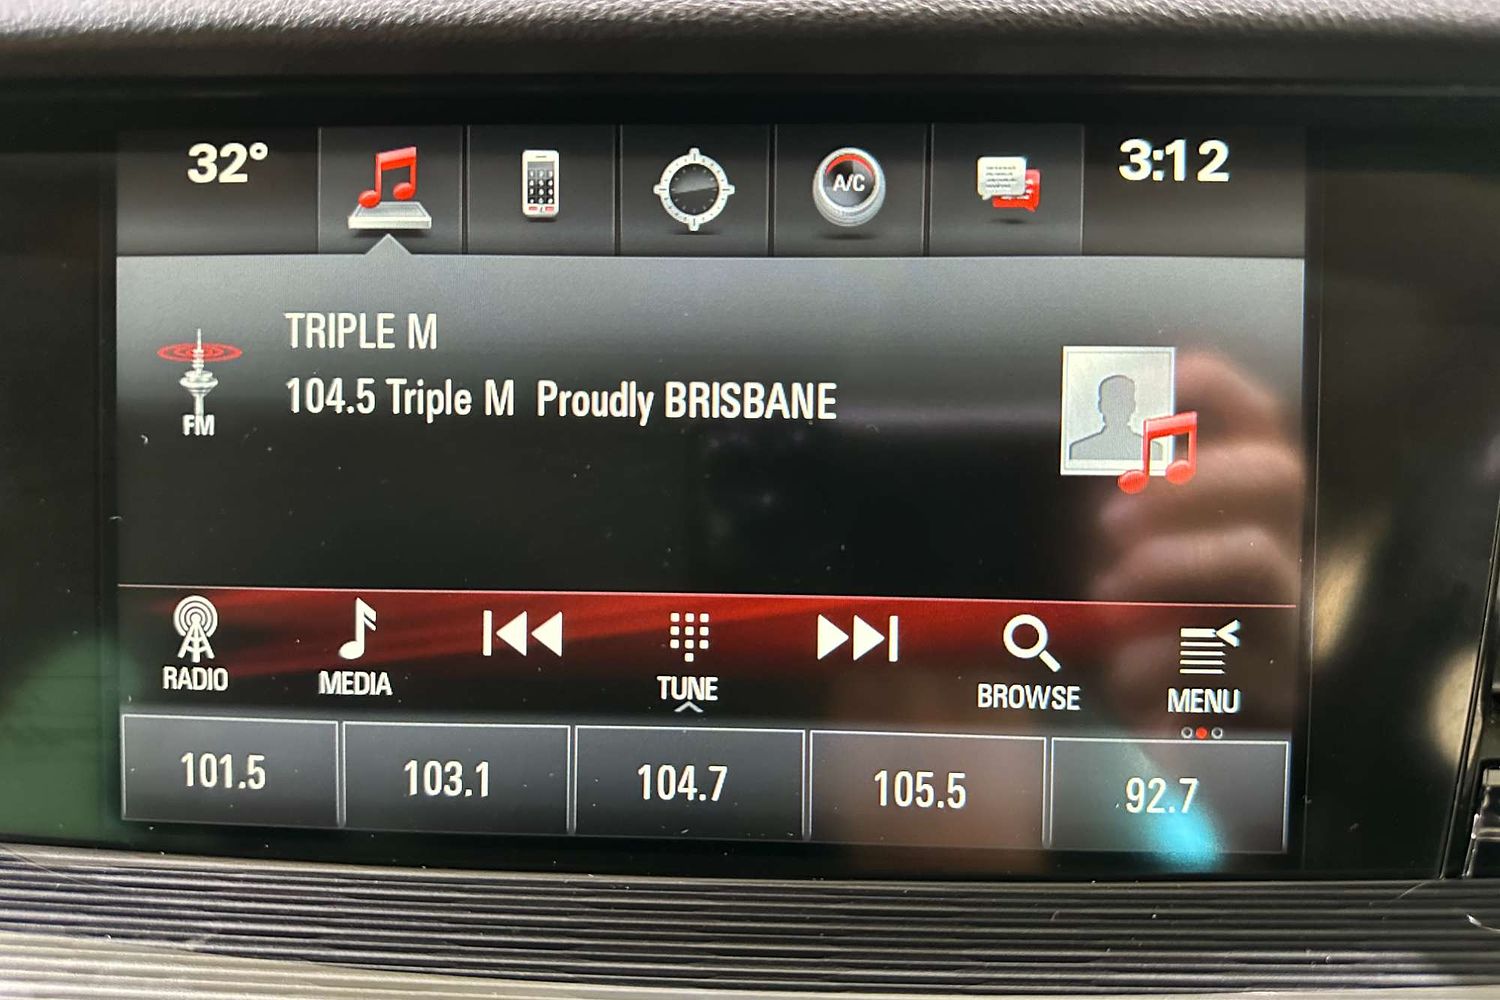 32° 3:12
A/C
TRIPLE M
104.5 Triple M Proudly BRISBANE
FM
RADIO MEDIA TUNE BROWSE MENU
101.5 103.1 104.7 105.5 92.7